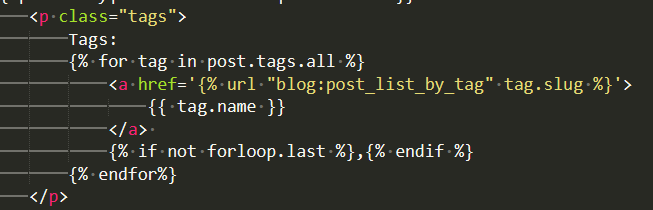 <p class="tags">
Tags:
{% for tag in post.tags.all %}
<a href='{% url "blog:post_list_by_tag" tag.slug %}'>
{{ tag.name }}
</a>
{% if not forloop.last %},{% endif %}
{% endfor%}
</p>